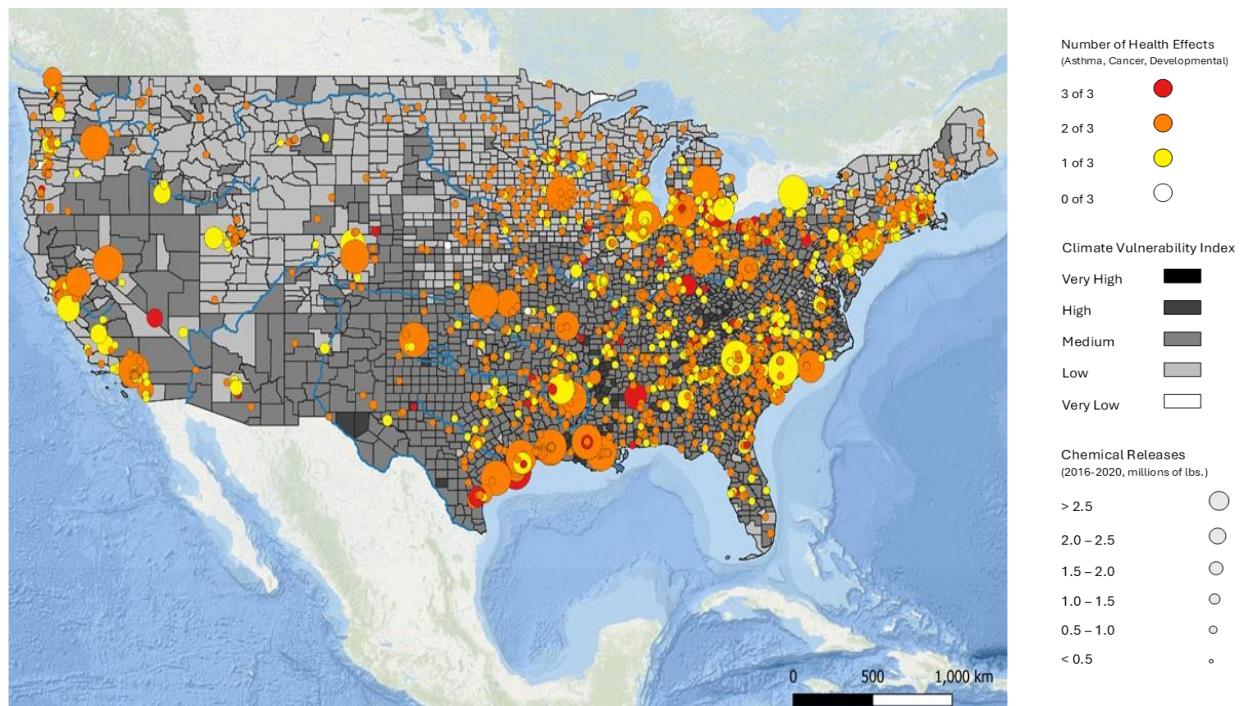 Number of Health Effects
(Asthma, Cancer, Developmental)
3 of 3
2 of 3
1 of 3
0 of 3
Climate Vulnerability Index
Very High
High
Medium
Low
Very Low
Chemical Releases
(2016-2020, millions of lbs.)
> 2.5
2.0 – 2.5
1.5 – 2.0
1.0 – 1.5
0.5 – 1.0
< 0.5
0 500 1,000 km